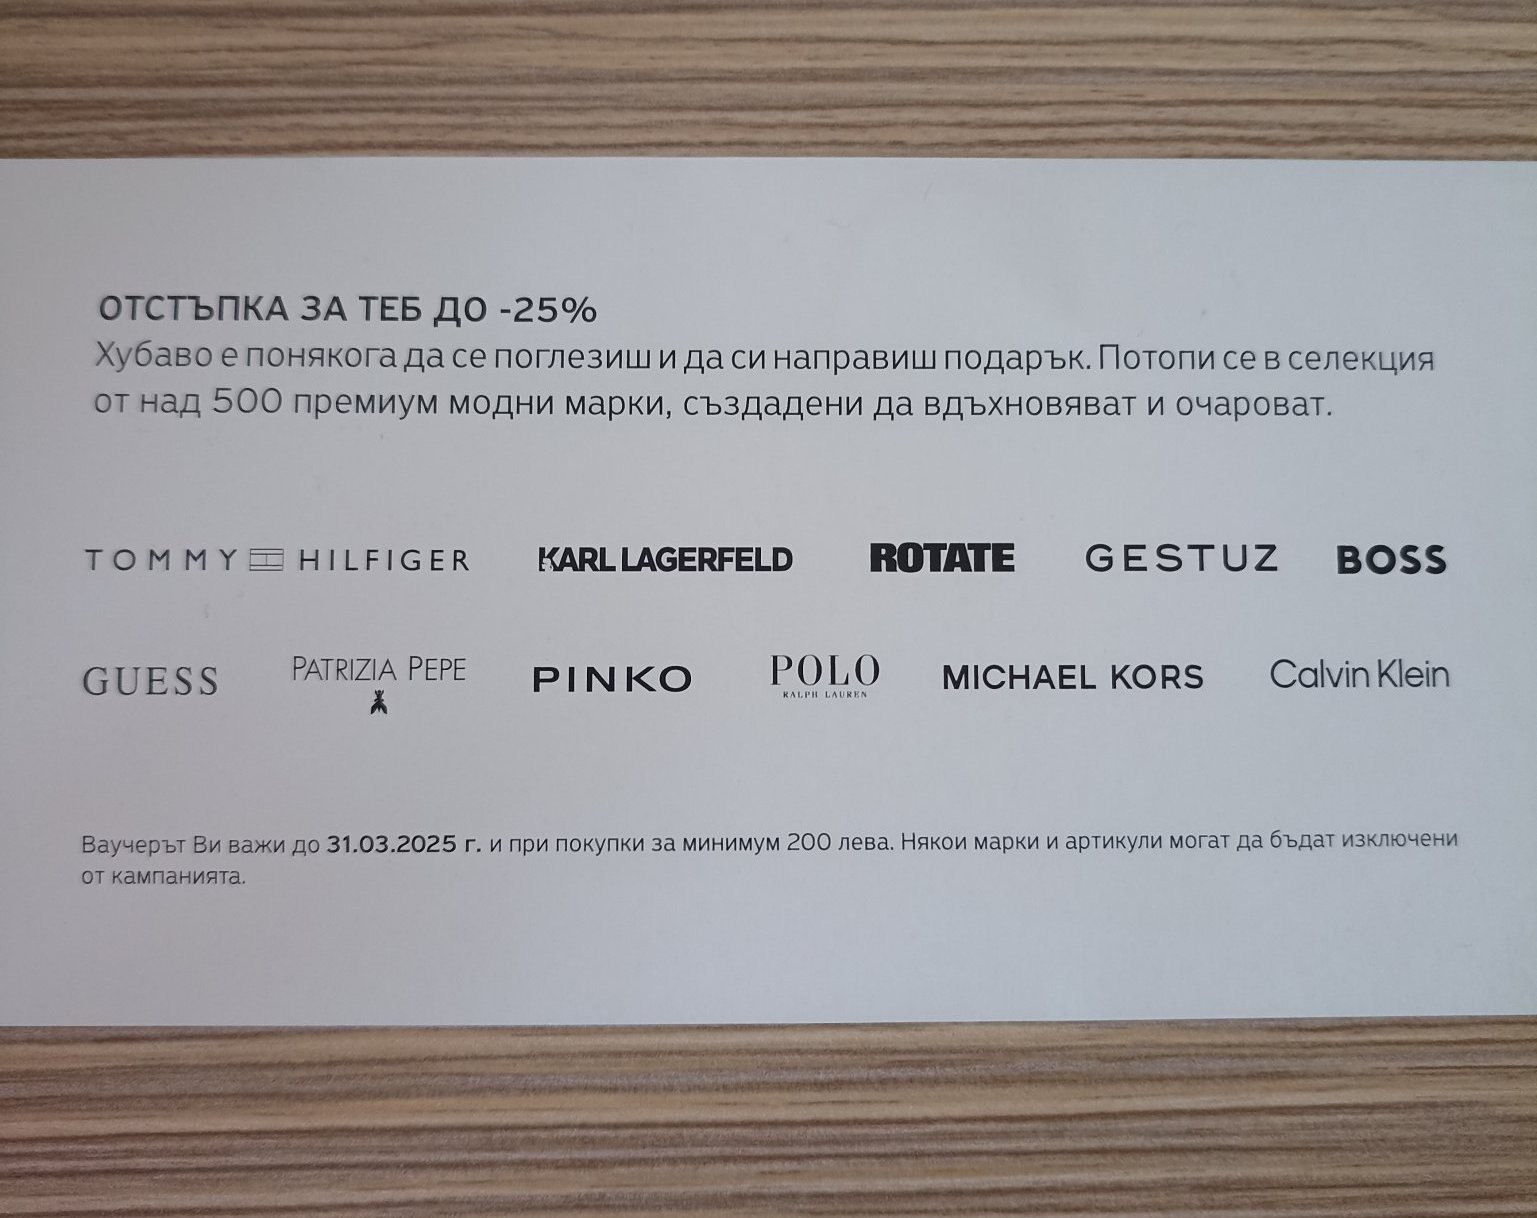 ОТСТЪПКА ЗА ТЕБ ДО -25%
Хубаво е понякога да се поглезиш и да си направиш подарък. Потопи се в селекция
от над 500 премиум модни марки, създадени да вдъхновяват и очароват.
TOMMY HILFIGER KARL LAGERFELD ROTATE GESTUZ BOSS
GUESS PATRIZIA PEPE PINKO POLO MICHAEL KORS Calvin Klein
RALPH LAUREN
Ваучерът Ви важи до 31.03.2025 г. и при покупки за минимум 200 лева. Някои марки и артикули могат да бъдат изключени
от кампанията.